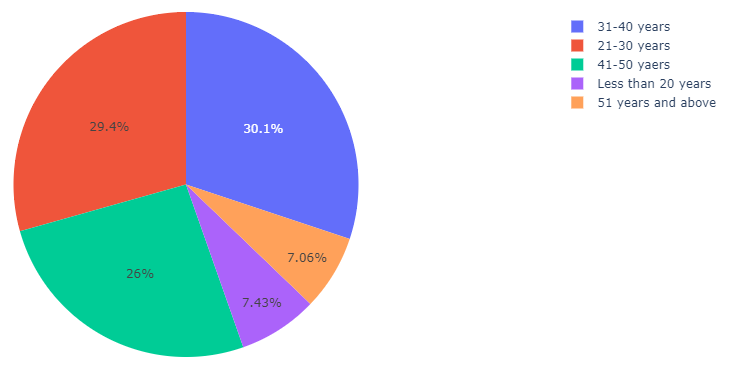 31-40 years
21-30 years
41-50 yaers
Less than 20 years
51 years and above
30.1%
29.4%
26%
7.06%
7.43%